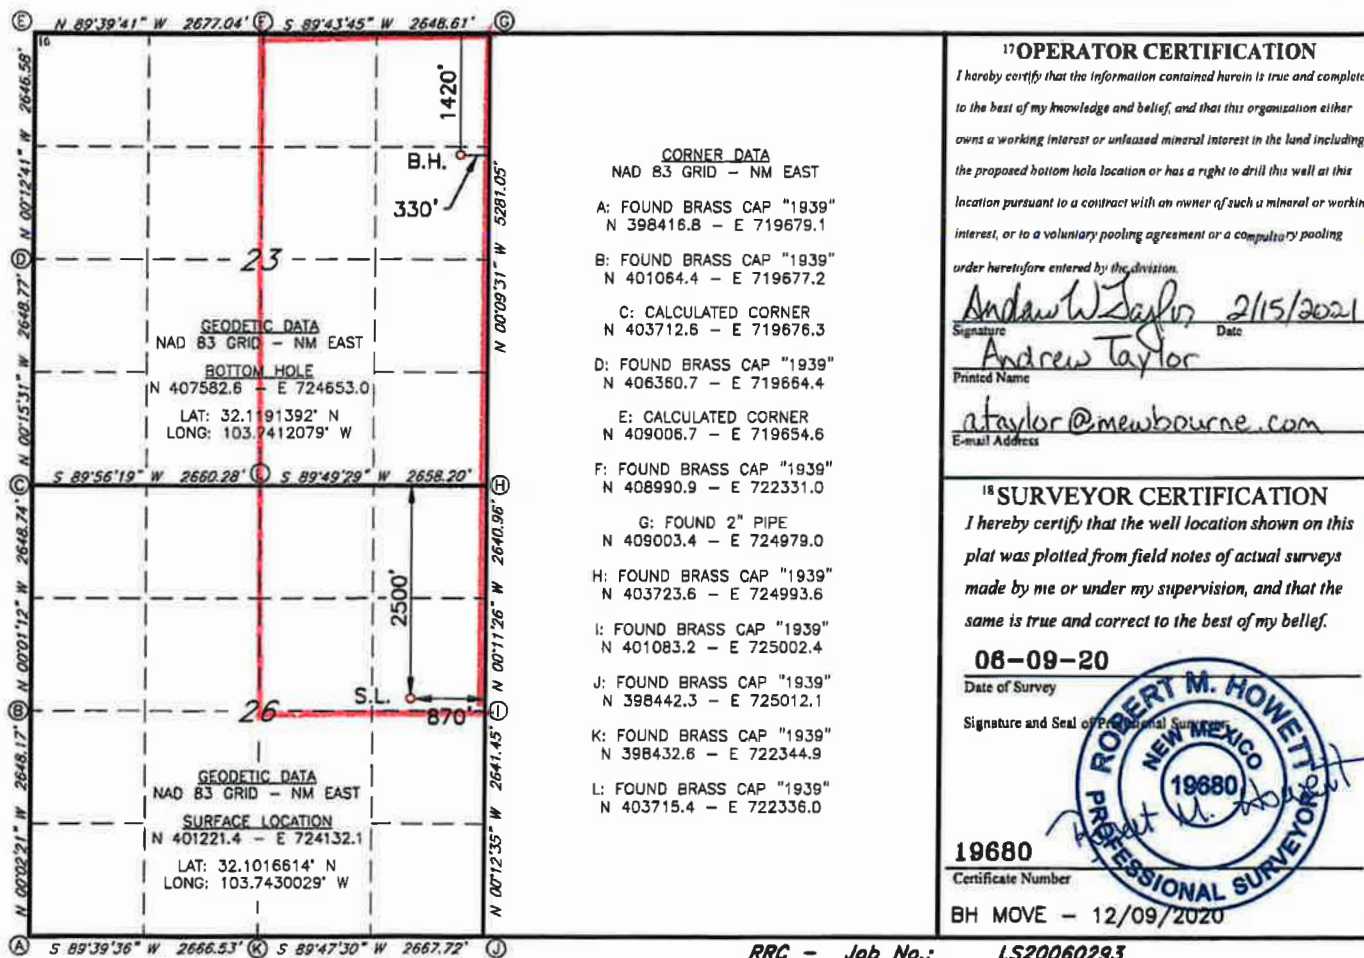 E N 89°39'41" W 2677.04' F S 89°43'45" W 2648.61' G
16
N 00°12'41" W 2646.58'
1420'
B.H.
330'
N 00°09'31" W 5281.05'
D
23
N 00°15'31" W 2648.77'
GEODETIC DATA
NAD 83 GRID - NM EAST
BOTTOM HOLE
N 407582.6 - E 724653.0
LAT: 32.1191392° N
LONG: 103.7412079° W
C S 89°56'19" W 2660.28' L S 89°49'29" W 2658.20' H
N 00°01'12" W 2648.74'
2500'
N 00°11'26" W 2640.96'
S.L.
870'
B
26
I
N 00°02'21" W 2648.17'
N 00°12'35" W 2641.45'
GEODETIC DATA
NAD 83 GRID - NM EAST
SURFACE LOCATION
N 401221.4 - E 724132.1
LAT: 32.1016614° N
LONG: 103.7430029° W
A S 89°39'36" W 2666.53' K S 89°47'30" W 2667.72' J
CORNER DATA
NAD 83 GRID - NM EAST
A: FOUND BRASS CAP "1939"
N 398416.8 - E 719679.1
B: FOUND BRASS CAP "1939"
N 401064.4 - E 719677.2
C: CALCULATED CORNER
N 403712.6 - E 719676.3
D: FOUND BRASS CAP "1939"
N 406360.7 - E 719664.4
E: CALCULATED CORNER
N 409006.7 - E 719654.6
F: FOUND BRASS CAP "1939"
N 408990.9 - E 722331.0
G: FOUND 2" PIPE
N 409003.4 - E 724979.0
H: FOUND BRASS CAP "1939"
N 403723.6 - E 724993.6
I: FOUND BRASS CAP "1939"
N 401083.2 - E 725002.4
J: FOUND BRASS CAP "1939"
N 398442.3 - E 725012.1
K: FOUND BRASS CAP "1939"
N 398432.6 - E 722344.9
L: FOUND BRASS CAP "1939"
N 403715.4 - E 722336.0
17 OPERATOR CERTIFICATION
I hereby certify that the information contained herein is true and complete
to the best of my knowledge and belief, and that this organization either
owns a working interest or unleased mineral interest in the land including
the proposed bottom hole location or has a right to drill this well at this
location pursuant to a contract with an owner of such a mineral or workin
interest, or to a voluntary pooling agreement or a compulsory pooling
order heretofore entered by the division.
Andrew W Taylor 2/15/2021
Signature Date
Andrew Taylor
Printed Name
ataylor@mewbourne.com
E-mail Address
18 SURVEYOR CERTIFICATION
I hereby certify that the well location shown on this
plat was plotted from field notes of actual surveys
made by me or under my supervision, and that the
same is true and correct to the best of my belief.
06-09-20
Date of Survey
Signature and Seal of Professional Surveyor
ROBERT M. HOWETT
NEW MEXICO
19680
PROFESSIONAL SURVEYOR
Robert M. Howett
19680
Certificate Number
BH MOVE - 12/09/2020
RRC - Job No.: LS20060293